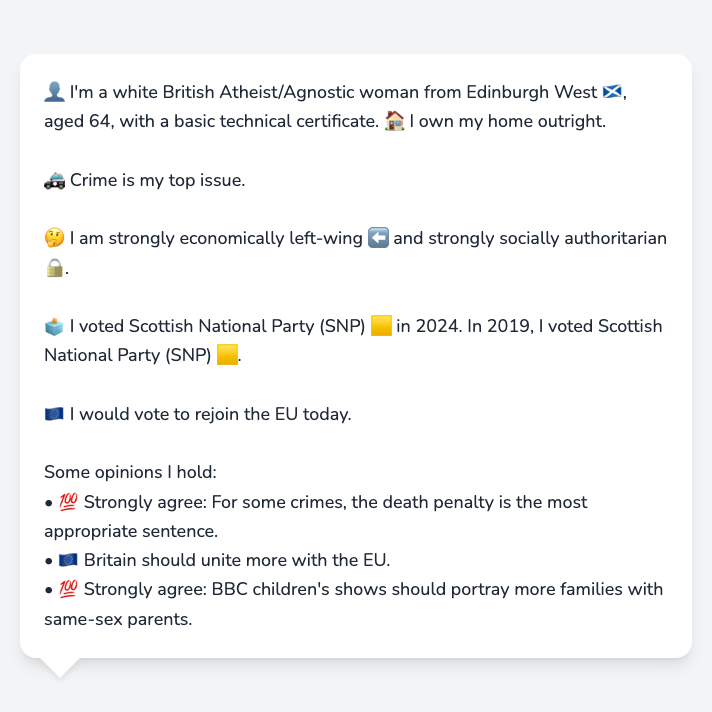 👤 I'm a white British Atheist/Agnostic woman from Edinburgh West 🏴󠁧󠁢󠁳󠁣󠁴󠁿,
aged 64, with a basic technical certificate. 🏠 I own my home outright.
🚓 Crime is my top issue.
🤔 I am strongly economically left-wing ⬅️ and strongly socially authoritarian
🔒.
🗳️ I voted Scottish National Party (SNP) 🟨 in 2024. In 2019, I voted Scottish
National Party (SNP) 🟨.
🇪🇺 I would vote to rejoin the EU today.
Some opinions I hold:
• 💯 Strongly agree: For some crimes, the death penalty is the most
appropriate sentence.
• 🇪🇺 Britain should unite more with the EU.
• 💯 Strongly agree: BBC children's shows should portray more families with
same-sex parents.